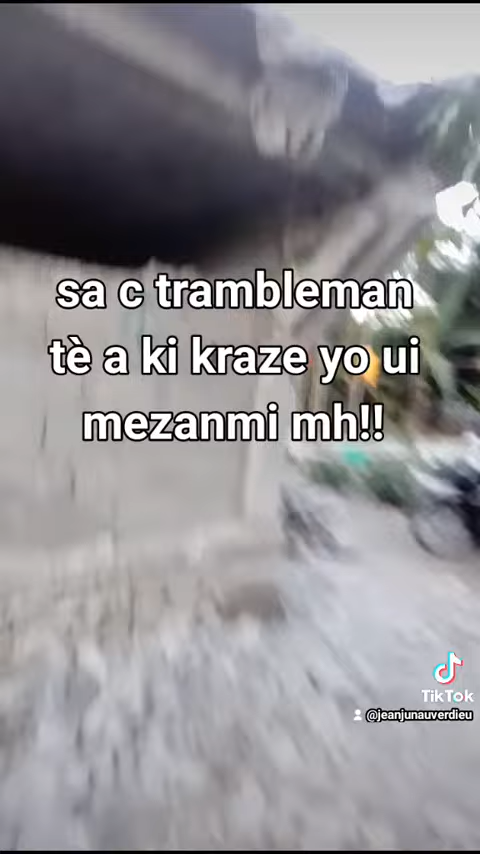 sa c trambleman
tè a ki kraze yo ui
mezanmi mh!!
TikTok
@jeanjunauverdieu